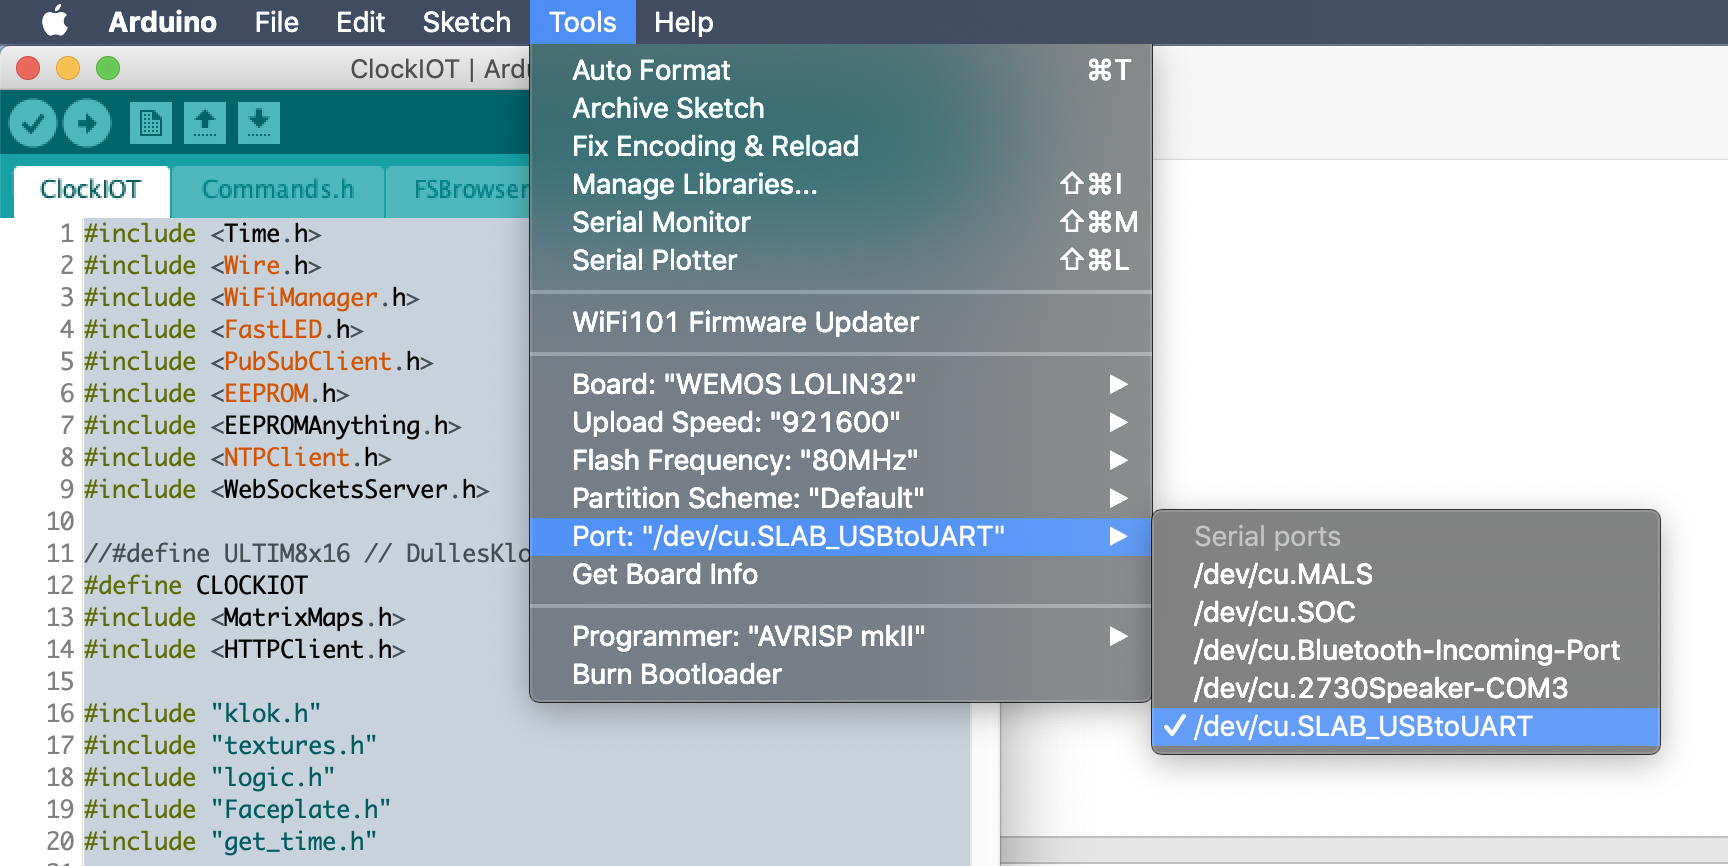 Arduino File Edit Sketch Tools Help
ClockIOT | Ardu
ClockIOT Commands.h FSBrowser
1 #include <Time.h>
2 #include <Wire.h>
3 #include <WiFiManager.h>
4 #include <FastLED.h>
5 #include <PubSubClient.h>
6 #include <EEPROM.h>
7 #include <EEPROMAnything.h>
8 #include <NTPClient.h>
9 #include <WebSocketsServer.h>
10
11 //#define ULTIM8x16 // DullesKlo
12 #define CLOCKIOT
13 #include <MatrixMaps.h>
14 #include <HTTPClient.h>
15
16 #include "klok.h"
17 #include "textures.h"
18 #include "logic.h"
19 #include "Faceplate.h"
20 #include "get_time.h"
Auto Format ⌘T
Archive Sketch
Fix Encoding & Reload
Manage Libraries... ⇧⌘I
Serial Monitor ⇧⌘M
Serial Plotter ⇧⌘L
WiFi101 Firmware Updater
Board: "WEMOS LOLIN32"
Upload Speed: "921600"
Flash Frequency: "80MHz"
Partition Scheme: "Default"
Port: "/dev/cu.SLAB_USBtoUART"
Get Board Info
Programmer: "AVRISP mkII"
Burn Bootloader
Serial ports
/dev/cu.MALS
/dev/cu.SOC
/dev/cu.Bluetooth-Incoming-Port
/dev/cu.2730Speaker-COM3
✓ /dev/cu.SLAB_USBtoUART